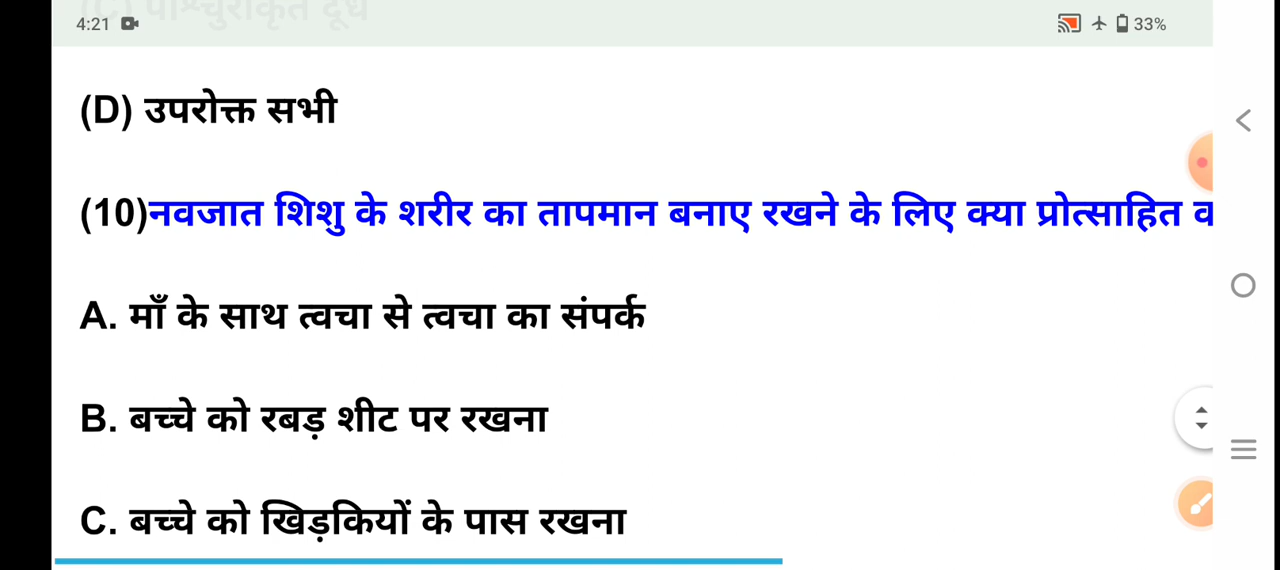 (C) पाश्चुरीकृत दूध
4:21 33%
(D) उपरोक्त सभी
(10)नवजात शिशु के शरीर का तापमान बनाए रखने के लिए क्या प्रोत्साहित क
A. माँ के साथ त्वचा से त्वचा का संपर्क
B. बच्चे को रबड़ शीट पर रखना
C. बच्चे को खिड़कियों के पास रखना